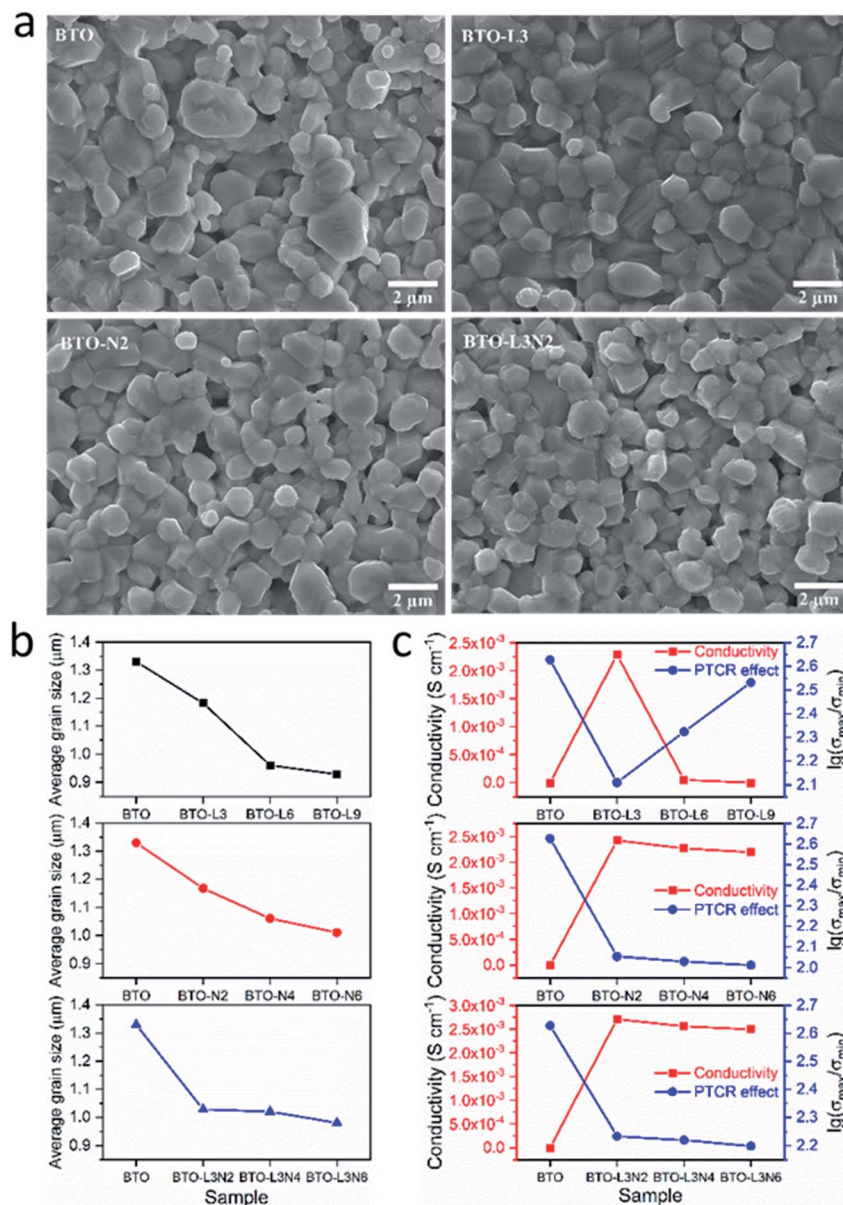 a
BTO
2 μm
BTO-L3
2 μm
BTO-N2
2 μm
BTO-L3N2
2 μm
b
Average grain size (μm)
1.4
1.3
1.2
1.1
1.0
0.9
BTO BTO-L3 BTO-L6 BTO-L9
Average grain size (μm)
1.4
1.3
1.2
1.1
1.0
0.9
BTO BTO-N2 BTO-N4 BTO-N6
Average grain size (μm)
1.4
1.3
1.2
1.1
1.0
0.9
BTO BTO-L3N2 BTO-L3N4 BTO-L3N6
Sample
c
Conductivity (S cm⁻¹)
2.5x10⁻³
2.0x10⁻³
1.5x10⁻³
1.0x10⁻³
5.0x10⁻⁴
0.0
Conductivity
PTCR effect
2.7
2.6
2.5
2.4
2.3
2.2
2.1
lg(σmax/σmin)
BTO BTO-L3 BTO-L6 BTO-L9
Conductivity (S cm⁻¹)
2.5x10⁻³
2.0x10⁻³
1.5x10⁻³
1.0x10⁻³
5.0x10⁻⁴
0.0
Conductivity
PTCR effect
2.7
2.6
2.5
2.4
2.3
2.2
2.1
2.0
lg(σmax/σmin)
BTO BTO-N2 BTO-N4 BTO-N6
Conductivity (S cm⁻¹)
3.0x10⁻³
2.5x10⁻³
2.0x10⁻³
1.5x10⁻³
1.0x10⁻³
5.0x10⁻⁴
0.0
Conductivity
PTCR effect
2.7
2.6
2.5
2.4
2.3
2.2
lg(σmax/σmin)
BTO BTO-L3N2 BTO-L3N4 BTO-L3N6
Sample